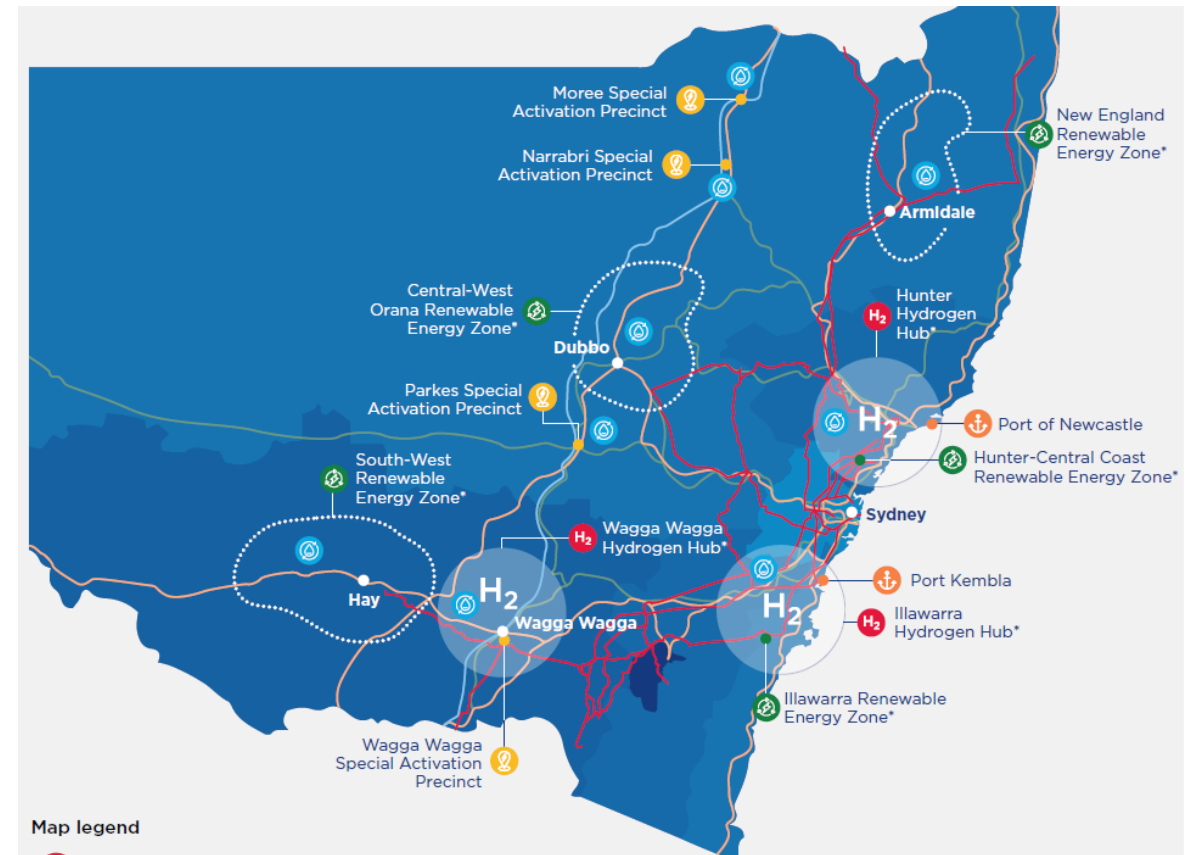 Moree Special
Activation Precinct
Narrabri Special
Activation Precinct
New England
Renewable
Energy Zone*
Armidale
Central-West
Orana Renewable
Energy Zone*
Hunter
Hydrogen
Hub*
H2
Dubbo
Parkes Special
Activation Precinct
H2
Port of Newcastle
Hunter-Central Coast
Renewable Energy Zone*
South-West
Renewable
Energy Zone*
Sydney
H2
Wagga Wagga
Hydrogen Hub*
Port Kembla
Hay
H2
H2
H2
Illawarra
Hydrogen Hub*
Wagga Wagga
Illawarra Renewable
Energy Zone*
Wagga Wagga
Special Activation
Precinct
Map legend